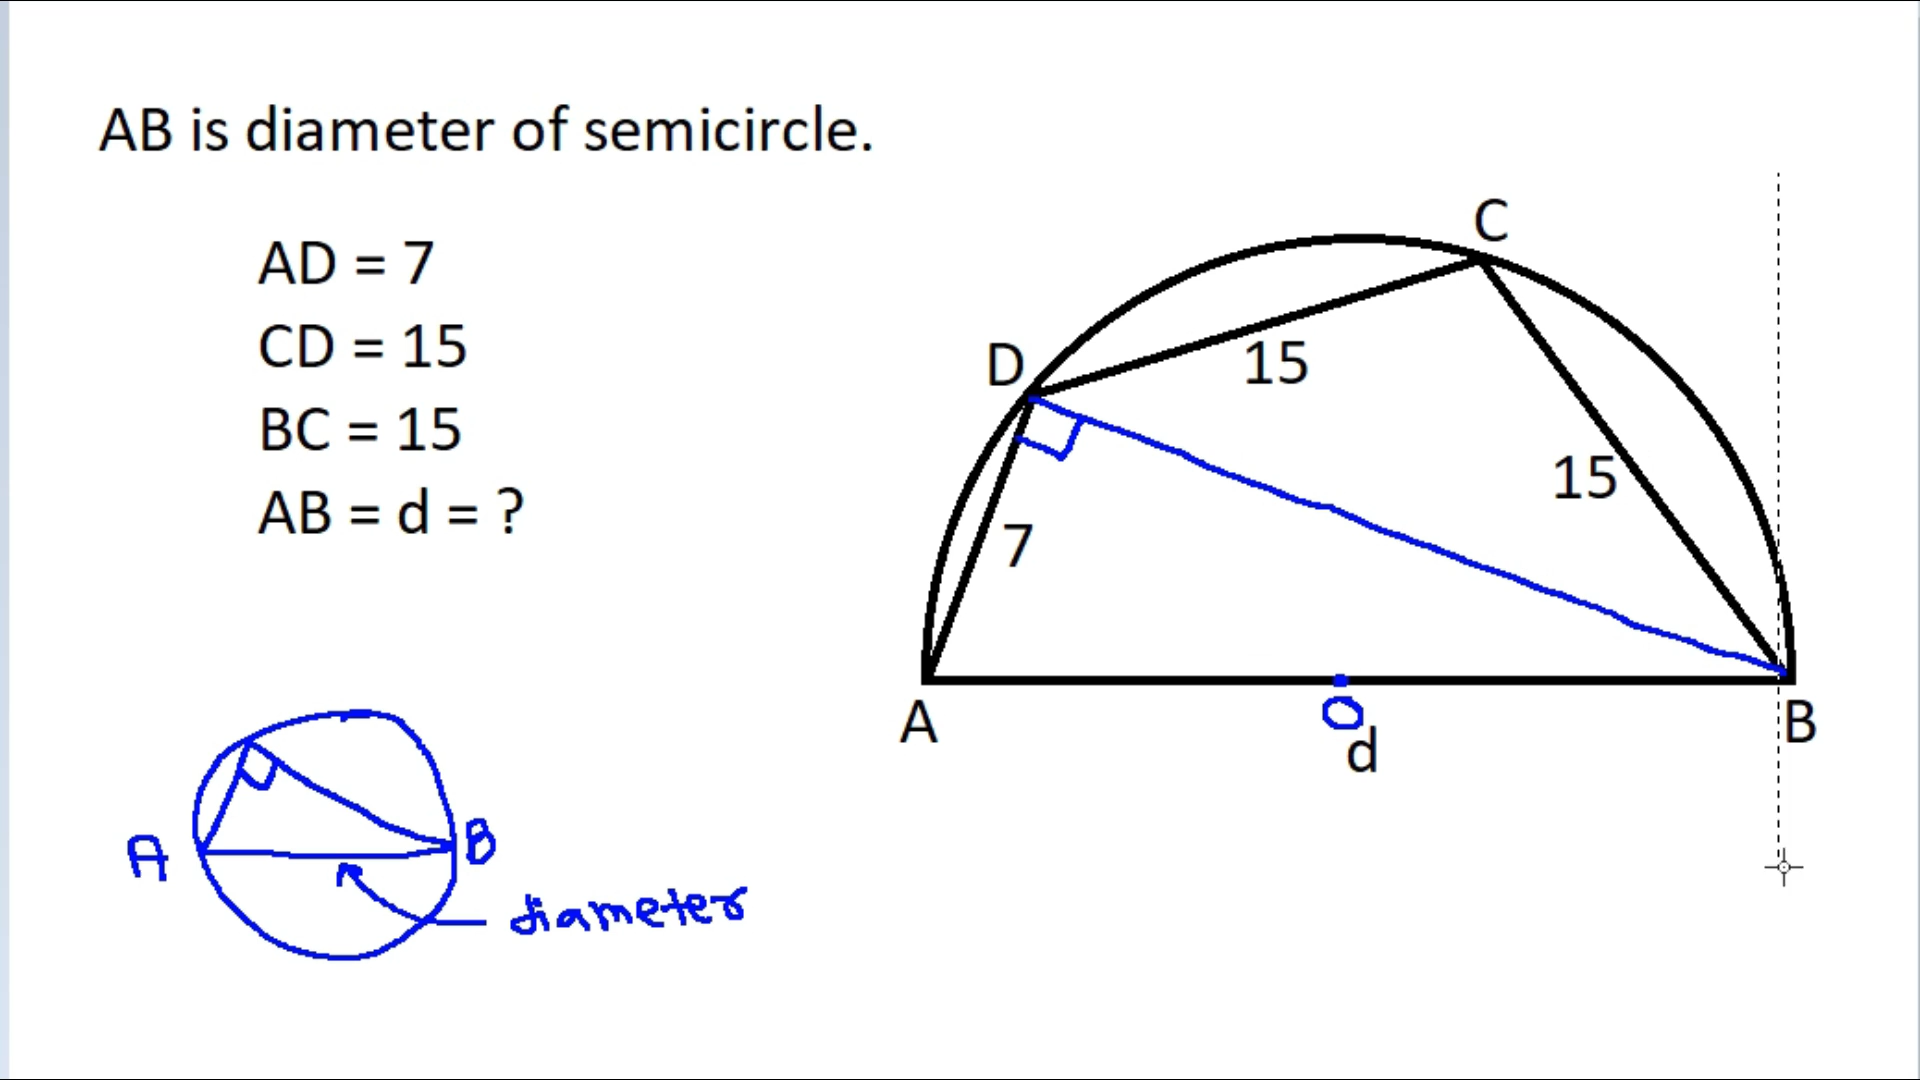 AB is diameter of semicircle.
AD = 7
CD = 15
BC = 15
AB = d = ?
C
D
15
15
7
A
O
B
d
A
B
diameter